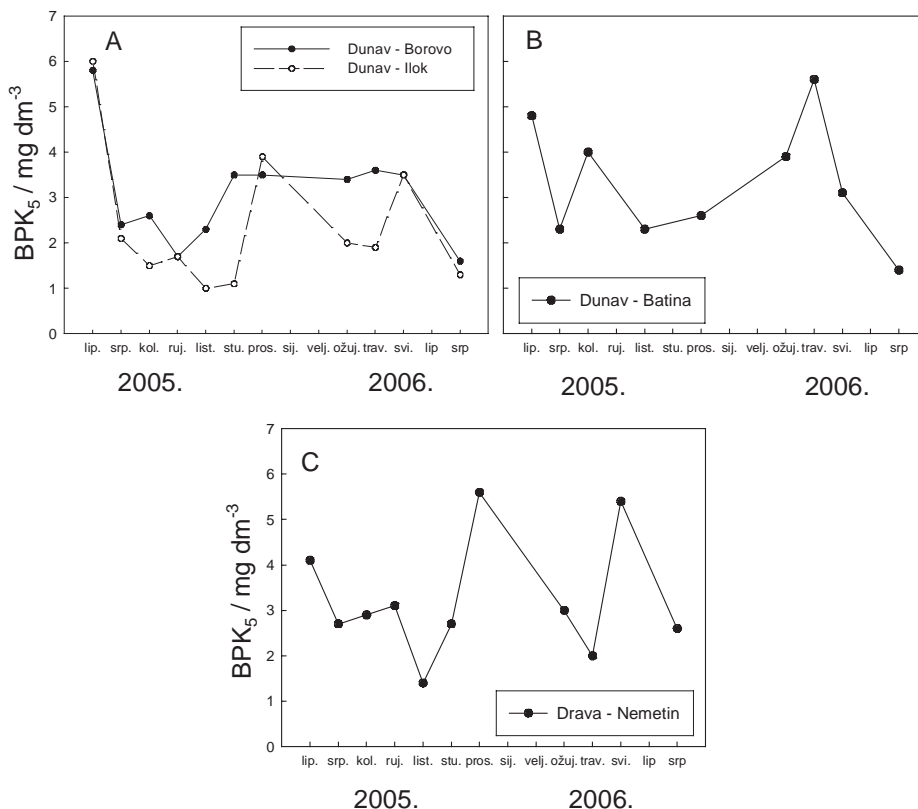 A
Dunav - Borovo
Dunav - Ilok
BPK5 / mg dm-3
7
6
5
4
3
2
1
0
lip. srp. kol. ruj. list. stu. pros. sij. velj. ožuj. trav. svi. lip srp
2005. 2006.
B
Dunav - Batina
lip. srp. kol. ruj. list. stu. pros. sij. velj. ožuj. trav. svi. lip srp
2005. 2006.
C
BPK5 / mg dm-3
7
6
5
4
3
2
1
0
Drava - Nemetin
lip. srp. kol. ruj. list. stu. pros. sij. velj. ožuj. trav. svi. lip srp
2005. 2006.